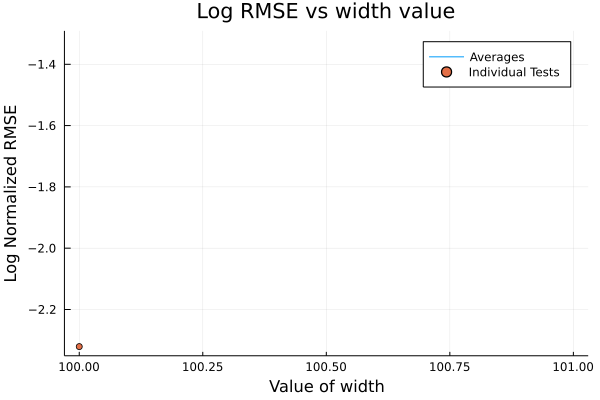 Log RMSE vs width value
Averages
Individual Tests
Log Normalized RMSE
−1.4
−1.6
−1.8
−2.0
−2.2
100.00 100.25 100.50 100.75 101.00
Value of width